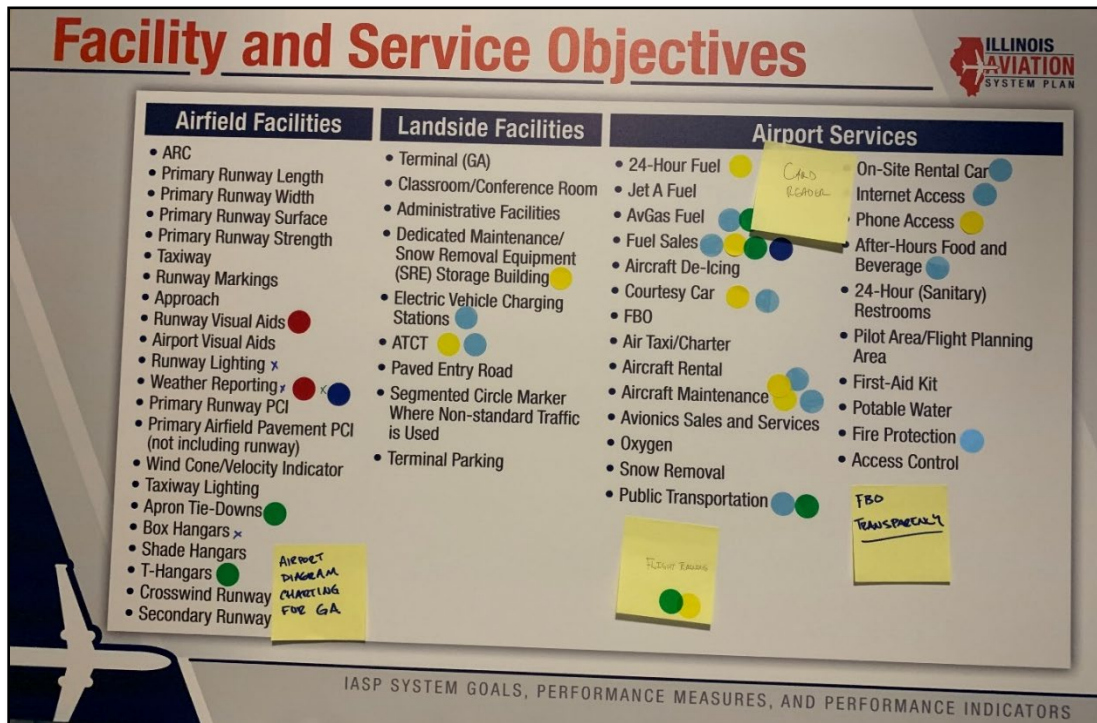 Facility and Service Objectives
ILLINOIS
AVIATION
SYSTEM PLAN
Airfield Facilities
• ARC
• Primary Runway Length
• Primary Runway Width
• Primary Runway Surface
• Primary Runway Strength
• Taxiway
• Runway Markings
• Approach
• Runway Visual Aids
• Airport Visual Aids
• Runway Lighting x
• Weather Reporting x x
• Primary Runway PCI
• Primary Airfield Pavement PCI
(not including runway)
• Wind Cone/Velocity Indicator
• Taxiway Lighting
• Apron Tie-Downs
• Box Hangars x
• Shade Hangars
• T-Hangars
• Crosswind Runway
• Secondary Runway
AIRPORT
DIAGRAM
CHARTING
FOR GA
Landside Facilities
• Terminal (GA)
• Classroom/Conference Room
• Administrative Facilities
• Dedicated Maintenance/
Snow Removal Equipment
(SRE) Storage Building
• Electric Vehicle Charging
Stations
• ATCT
• Paved Entry Road
• Segmented Circle Marker
Where Non-standard Traffic
is Used
• Terminal Parking
Airport Services
• 24-Hour Fuel
• Jet A Fuel
• AvGas Fuel
• Fuel Sales
• Aircraft De-Icing
• Courtesy Car
• FBO
• Air Taxi/Charter
• Aircraft Rental
• Aircraft Maintenance
• Avionics Sales and Services
• Oxygen
• Snow Removal
• Public Transportation
FLIGHT
CARD
READER
On-Site Rental Car
Internet Access
Phone Access
• After-Hours Food and
Beverage
• 24-Hour (Sanitary)
Restrooms
• Pilot Area/Flight Planning
Area
• First-Aid Kit
• Potable Water
• Fire Protection
• Access Control
FBO
TRANSPARENCY
IASP SYSTEM GOALS, PERFORMANCE MEASURES, AND PERFORMANCE INDICATORS